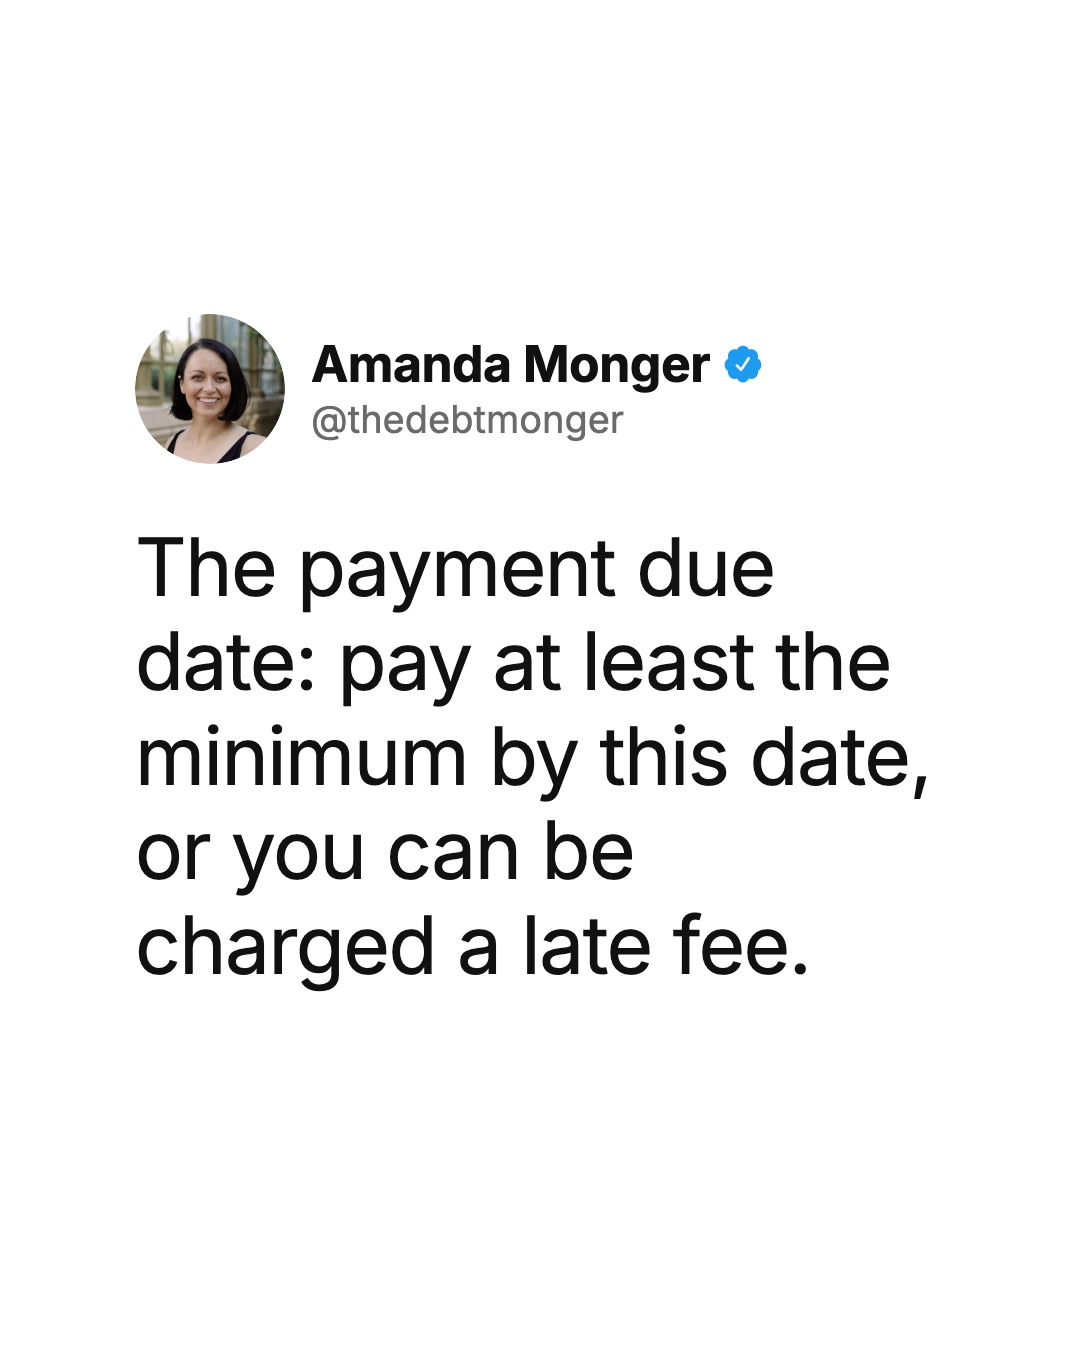 Amanda Monger
@thedebtmonger
The payment due
date: pay at least the
minimum by this date,
or you can be
charged a late fee.